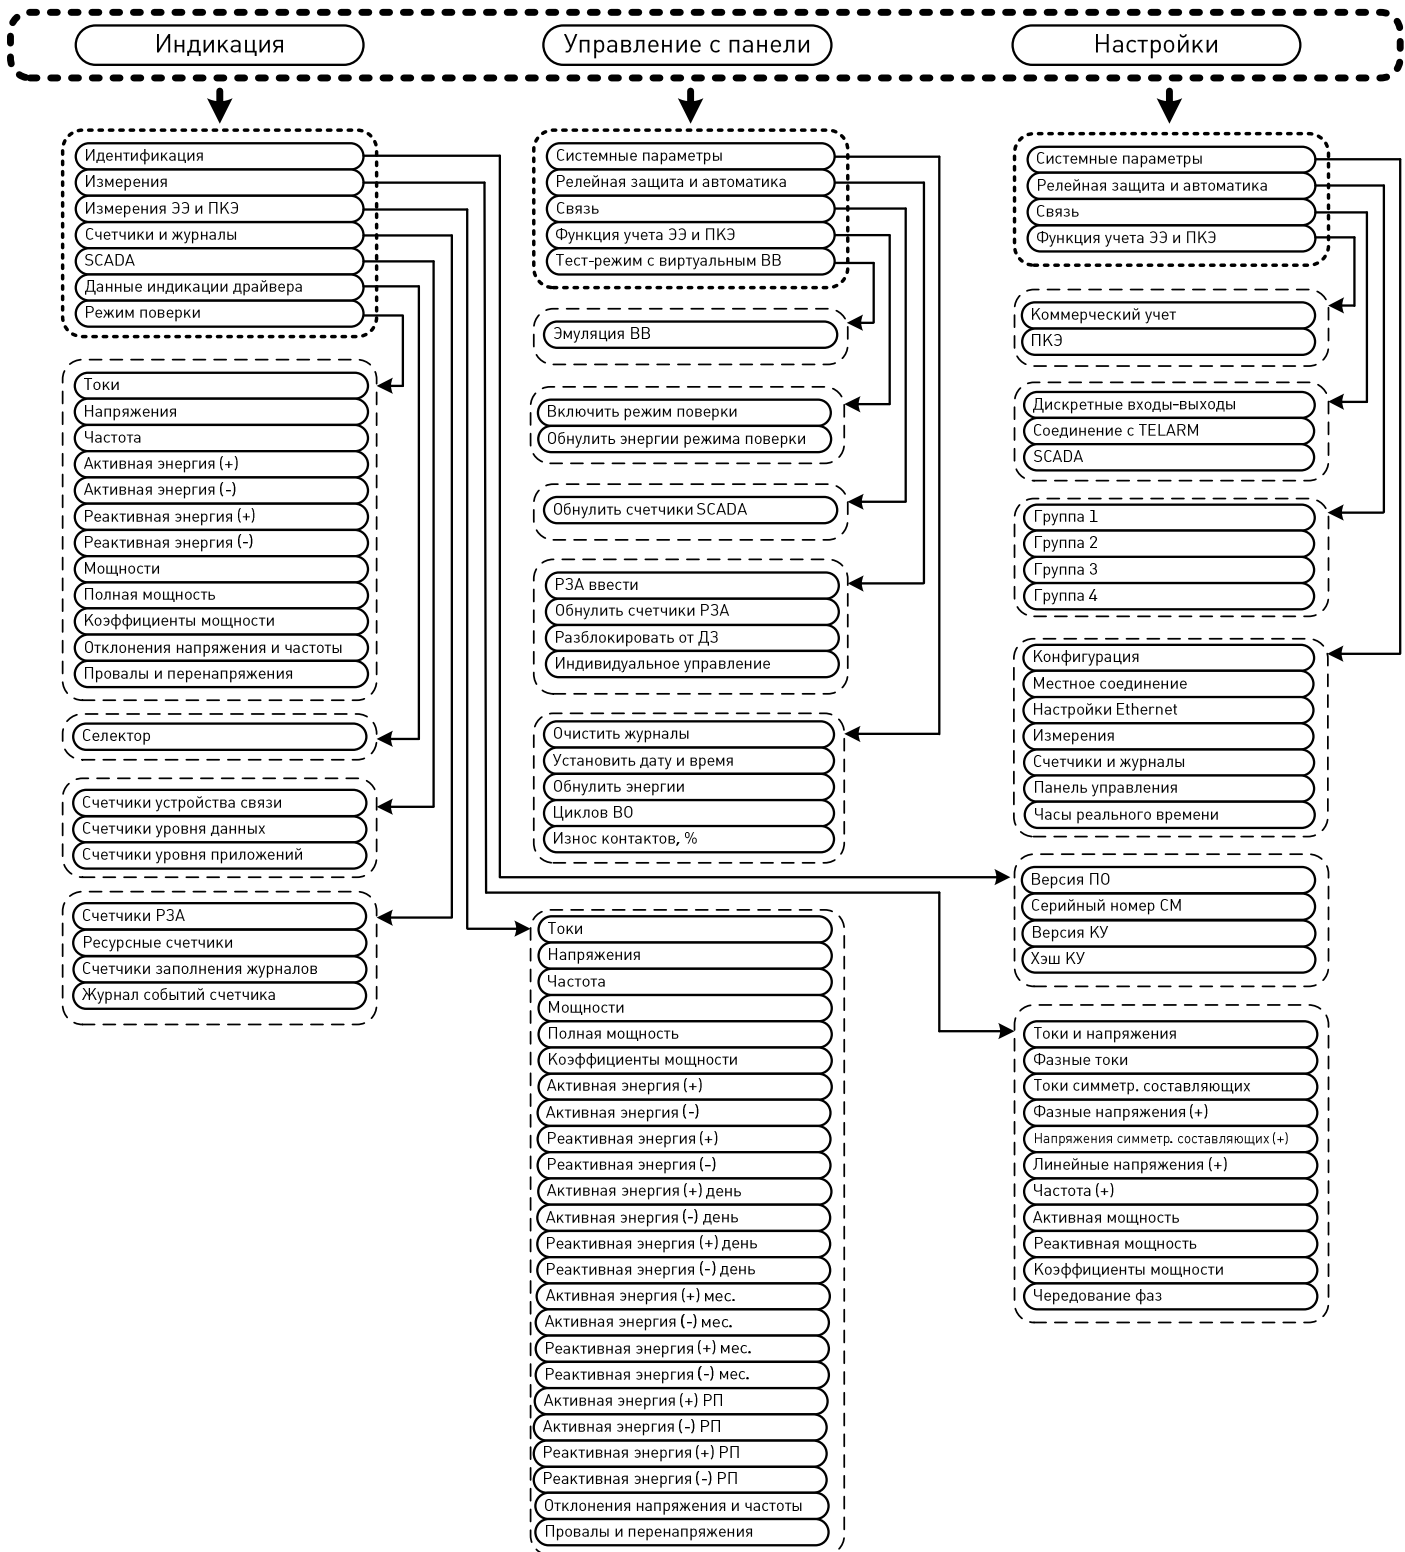 Индикация
Управление с панели
Настройки
Идентификация
Измерения
Измерения ЭЭ и ПКЭ
Счетчики и журналы
SCADA
Данные индикации драйвера
Режим поверки
Токи
Напряжения
Частота
Активная энергия (+)
Активная энергия (-)
Реактивная энергия (+)
Реактивная энергия (-)
Мощности
Полная мощность
Коэффициенты мощности
Отклонения напряжения и частоты
Провалы и перенапряжения
Селектор
Счетчики устройства связи
Счетчики уровня данных
Счетчики уровня приложений
Счетчики РЗА
Ресурсные счетчики
Счетчики заполнения журналов
Журнал событий счетчика
Системные параметры
Релейная защита и автоматика
Связь
Функция учета ЭЭ и ПКЭ
Тест-режим с виртуальным ВВ
Эмуляция ВВ
Включить режим поверки
Обнулить энергии режима поверки
Обнулить счетчики SCADA
РЗА ввести
Обнулить счетчики РЗА
Разблокировать от ДЗ
Индивидуальное управление
Очистить журналы
Установить дату и время
Обнулить энергии
Циклов ВО
Износ контактов, %
Токи
Напряжения
Частота
Мощности
Полная мощность
Коэффициенты мощности
Активная энергия (+)
Активная энергия (-)
Реактивная энергия (+)
Реактивная энергия (-)
Активная энергия (+) день
Активная энергия (-) день
Реактивная энергия (+) день
Реактивная энергия (-) день
Активная энергия (+) мес.
Активная энергия (-) мес.
Реактивная энергия (+) мес.
Реактивная энергия (-) мес.
Активная энергия (+) РП
Активная энергия (-) РП
Реактивная энергия (+) РП
Реактивная энергия (-) РП
Отклонения напряжения и частоты
Провалы и перенапряжения
Системные параметры
Релейная защита и автоматика
Связь
Функция учета ЭЭ и ПКЭ
Коммерческий учет
ПКЭ
Дискретные входы-выходы
Соединение с TELARM
SCADA
Группа 1
Группа 2
Группа 3
Группа 4
Конфигурация
Местное соединение
Настройки Ethernet
Измерения
Счетчики и журналы
Панель управления
Часы реального времени
Версия ПО
Серийный номер СМ
Версия КУ
Хэш КУ
Токи и напряжения
Фазные токи
Токи симметр. составляющих
Фазные напряжения (+)
Напряжения симметр. составляющих (+)
Линейные напряжения (+)
Частота (+)
Активная мощность
Реактивная мощность
Коэффициенты мощности
Чередование фаз